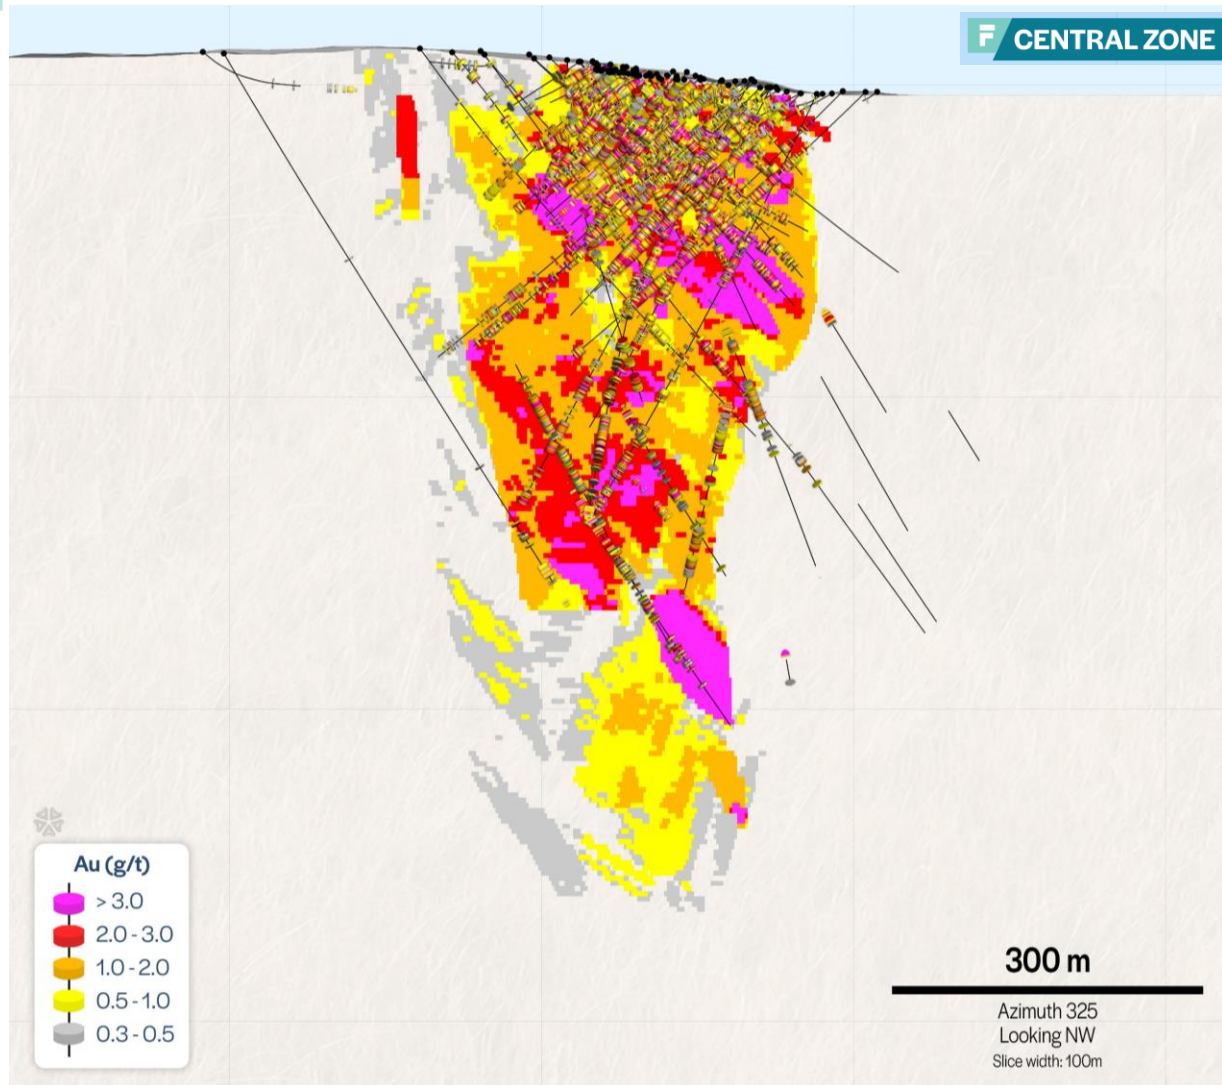 F CENTRAL ZONE
Au (g/t)
> 3.0
2.0 - 3.0
1.0 - 2.0
0.5 - 1.0
0.3 - 0.5
300 m
Azimuth 325
Looking NW
Slice width: 100m